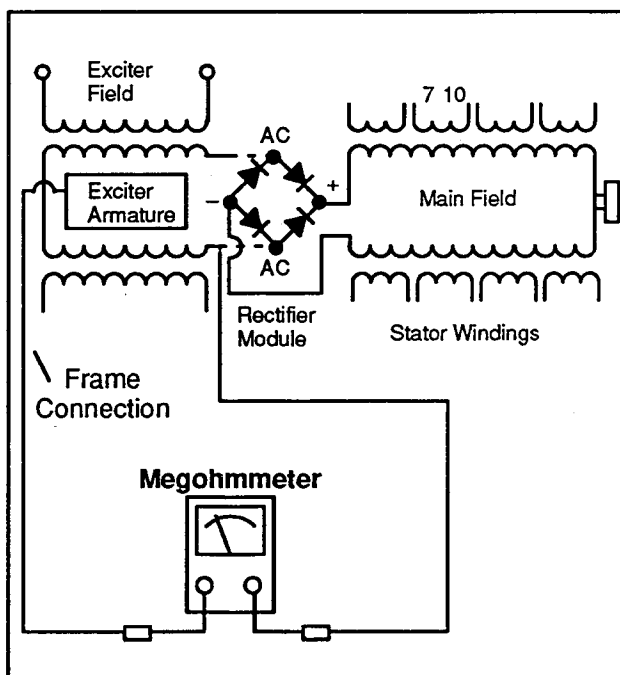 Exciter
Field
7 10
AC
Exciter
Armature
–
+
Main Field
AC
Rectifier
Module
Stator Windings
Frame
Connection
Megohmmeter